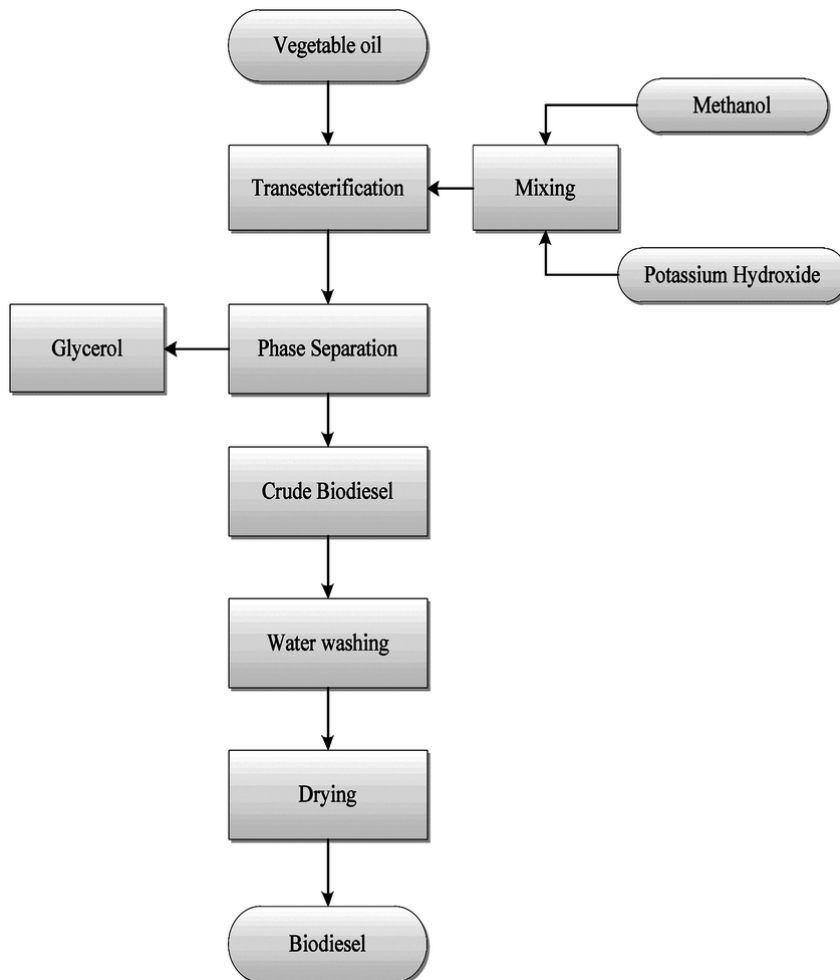 Vegetable oil
Methanol
Transesterification
Mixing
Potassium Hydroxide
Glycerol
Phase Separation
Crude Biodiesel
Water washing
Drying
Biodiesel